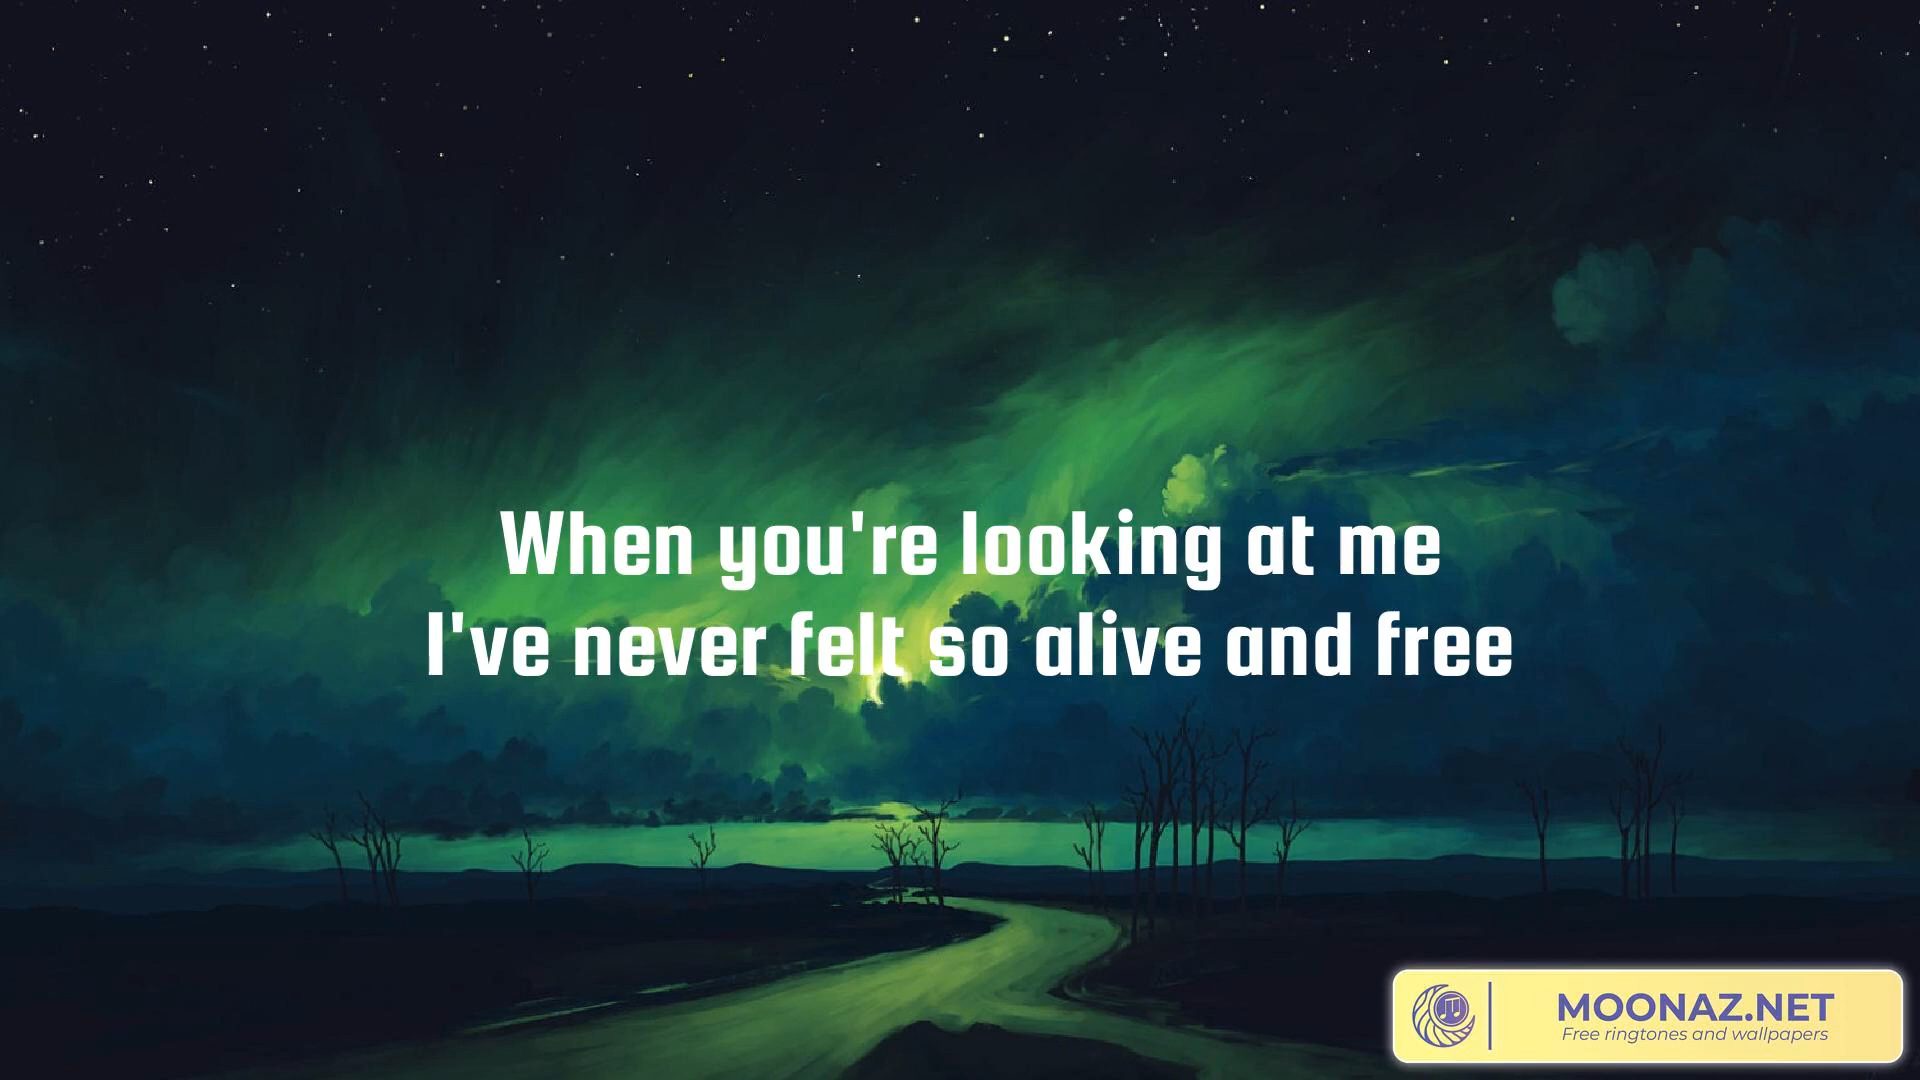 When you're looking at me
I've never felt so alive and free
MOONAZ.NET
Free ringtones and wallpapers